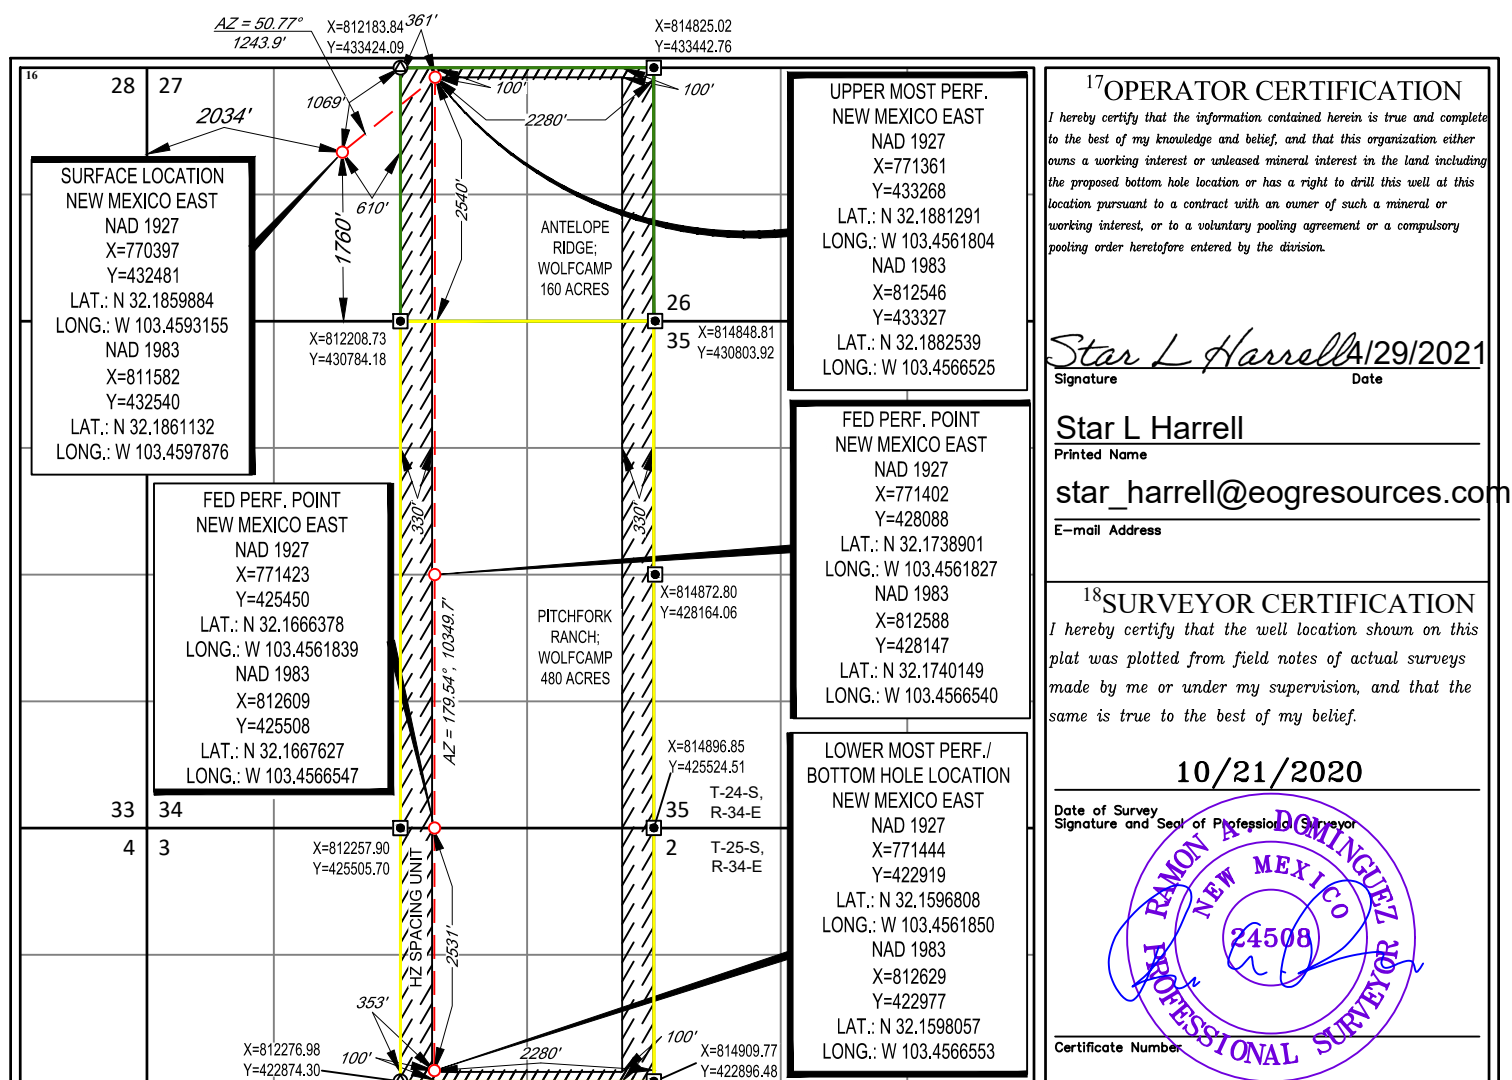 AZ = 50.77°
1243.9'
X=812183.84
Y=433424.09
361'
X=814825.02
Y=433442.76
16
28 27
2034'
1069'
100'
2280'
100'
610'
1760'
2540'
SURFACE LOCATION
NEW MEXICO EAST
NAD 1927
X=770397
Y=432481
LAT.: N 32.1859884
LONG.: W 103.4593155
NAD 1983
X=811582
Y=432540
LAT.: N 32.1861132
LONG.: W 103.4597876
ANTELOPE
RIDGE;
WOLFCAMP
160 ACRES
UPPER MOST PERF.
NEW MEXICO EAST
NAD 1927
X=771361
Y=433268
LAT.: N 32.1881291
LONG.: W 103.4561804
NAD 1983
X=812546
Y=433327
LAT.: N 32.1882539
LONG.: W 103.4566525
26
35
X=812208.73
Y=430784.18
X=814848.81
Y=430803.92
FED PERF. POINT
NEW MEXICO EAST
NAD 1927
X=771402
Y=428088
LAT.: N 32.1738901
LONG.: W 103.4561827
NAD 1983
X=812588
Y=428147
LAT.: N 32.1740149
LONG.: W 103.4566540
330'
330'
FED PERF. POINT
NEW MEXICO EAST
NAD 1927
X=771423
Y=425450
LAT.: N 32.1666378
LONG.: W 103.4561839
NAD 1983
X=812609
Y=425508
LAT.: N 32.1667627
LONG.: W 103.4566547
X=814872.80
Y=428164.06
PITCHFORK
RANCH;
WOLFCAMP
480 ACRES
AZ = 179.54°, 10349.7'
X=814896.85
Y=425524.51
T-24-S,
R-34-E
33 34
35
4 3
2
T-25-S,
R-34-E
X=812257.90
Y=425505.70
HZ SPACING UNIT
2531'
LOWER MOST PERF./
BOTTOM HOLE LOCATION
NEW MEXICO EAST
NAD 1927
X=771444
Y=422919
LAT.: N 32.1596808
LONG.: W 103.4561850
NAD 1983
X=812629
Y=422977
LAT.: N 32.1598057
LONG.: W 103.4566553
353'
X=812276.98
Y=422874.30
100'
2280'
100'
X=814909.77
Y=422896.48
17OPERATOR CERTIFICATION
I hereby certify that the information contained herein is true and complete
to the best of my knowledge and belief, and that this organization either
owns a working interest or unleased mineral interest in the land including
the proposed bottom hole location or has a right to drill this well at this
location pursuant to a contract with an owner of such a mineral or
working interest, or to a voluntary pooling agreement or a compulsory
pooling order heretofore entered by the division.
Star L Harrell 4/29/2021
Signature Date
Star L Harrell
Printed Name
star_harrell@eogresources.com
E-mail Address
18SURVEYOR CERTIFICATION
I hereby certify that the well location shown on this
plat was plotted from field notes of actual surveys
made by me or under my supervision, and that the
same is true to the best of my belief.
10/21/2020
Date of Survey
Signature and Seal of Professional Surveyor
RAMON A. DOMINGUEZ
NEW MEXICO
24508
PROFESSIONAL SURVEYOR
Certificate Number